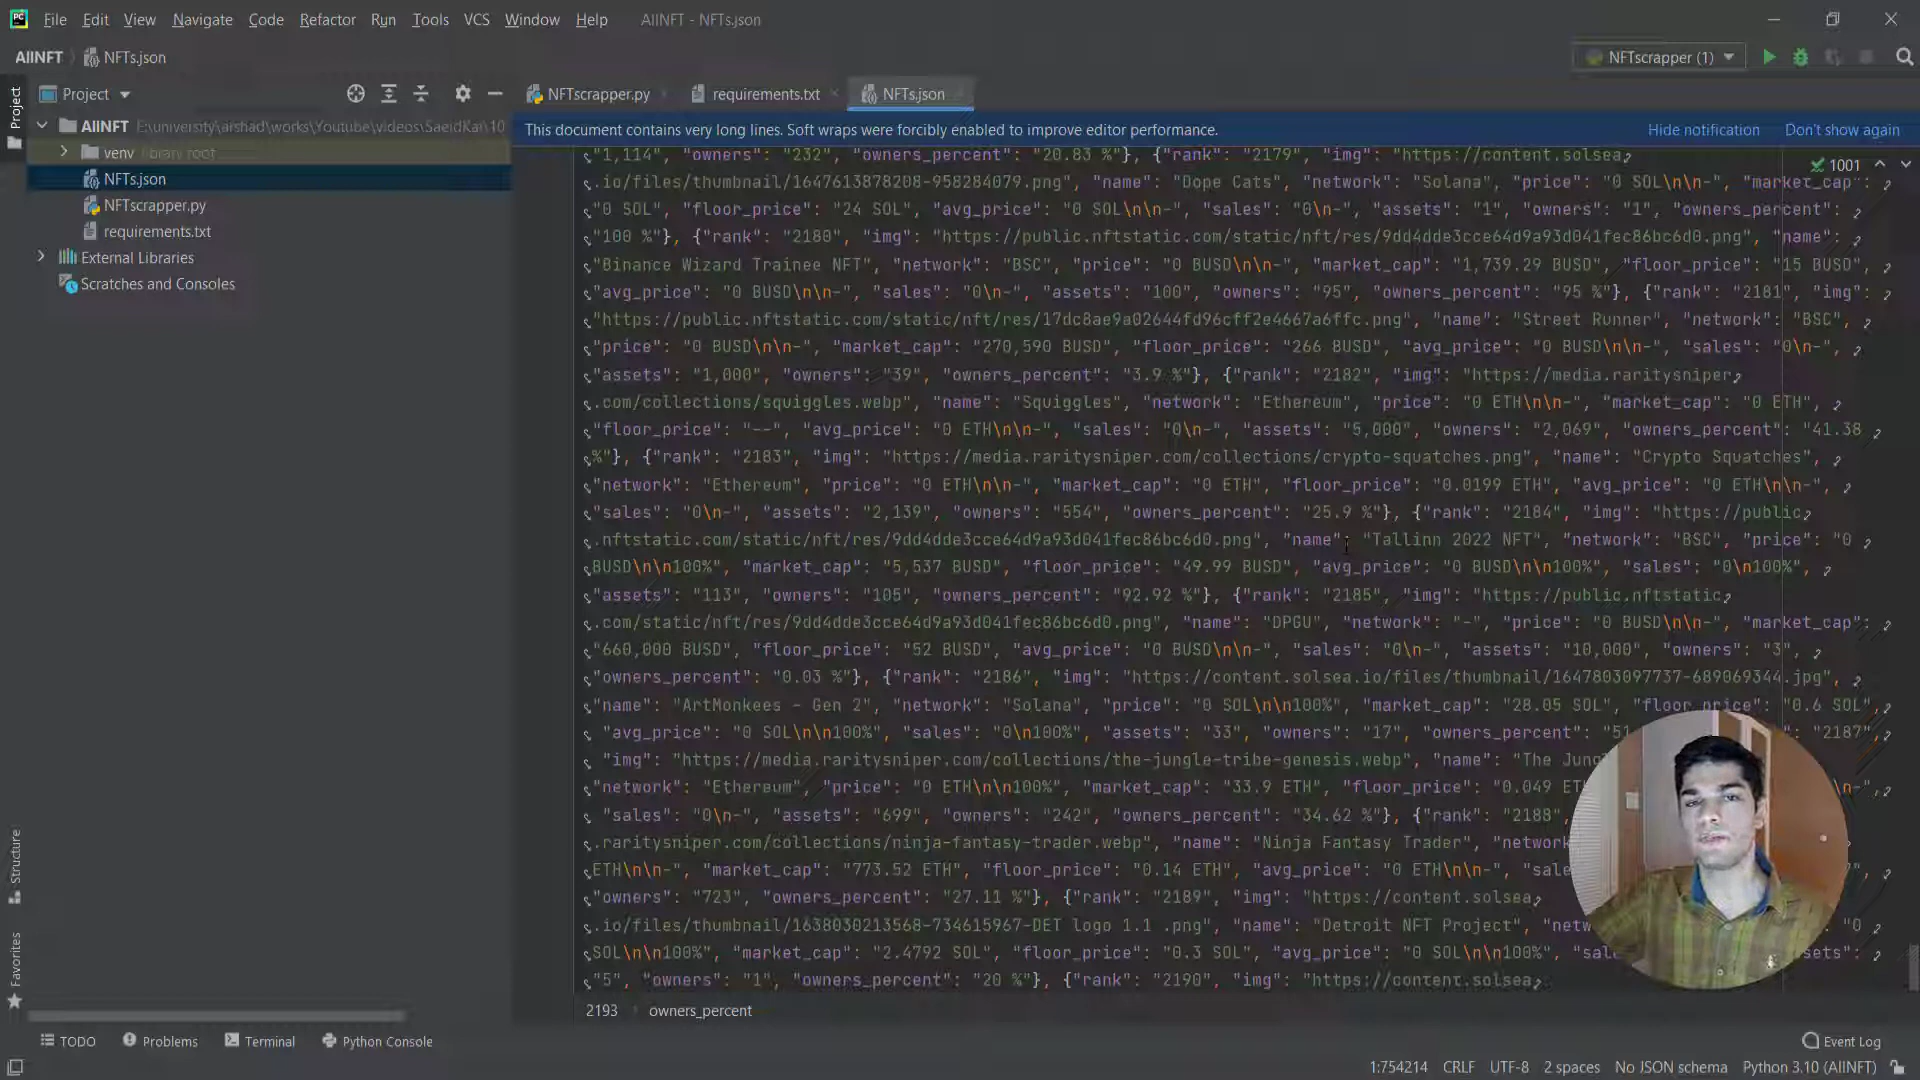 File Edit View Navigate Code Refactor Run Tools VCS Window Help AIINFT - NFTs.json
AIINFT NFTs.json NFTscrapper (1)
Project NFTscrapper.py requirements.txt NFTs.json
Project
AIINFT E:\university\arshad\works\Youtube\videos\SaeidKar\10
venv library root
NFTs.json
NFTscrapper.py
requirements.txt
External Libraries
Scratches and Consoles
This document contains very long lines. Soft wraps were forcibly enabled to improve editor performance. Hide notification Don't show again
1001
"1,114", "owners": "232", "owners_percent": "20.83 %"}, {"rank": "2179", "img": "https://content.solsea
.io/files/thumbnail/1647613878208-958284079.png", "name": "Dope Cats", "network": "Solana", "price": "0 SOL\n\n-", "market_cap":
"0 SOL", "floor_price": "24 SOL", "avg_price": "0 SOL\n\n-", "sales": "0\n-", "assets": "1", "owners": "1", "owners_percent":
"100 %"}, {"rank": "2180", "img": "https://public.nftstatic.com/static/nft/res/9dd4dde3cce64d9a93d041fec86bc6d0.png", "name":
"Binance Wizard Trainee NFT", "network": "BSC", "price": "0 BUSD\n\n-", "market_cap": "1,739.29 BUSD", "floor_price": "15 BUSD",
"avg_price": "0 BUSD\n\n-", "sales": "0\n-", "assets": "100", "owners": "95", "owners_percent": "95 %"}, {"rank": "2181", "img":
"https://public.nftstatic.com/static/nft/res/17dc8ae9a02644fd96cff2e4667a6ffc.png", "name": "Street Runner", "network": "BSC",
"price": "0 BUSD\n\n-", "market_cap": "270,590 BUSD", "floor_price": "266 BUSD", "avg_price": "0 BUSD\n\n-", "sales": "0\n-",
"assets": "1,000", "owners": "39", "owners_percent": "3.9 %"}, {"rank": "2182", "img": "https://media.raritysniper
.com/collections/squiggles.webp", "name": "Squiggles", "network": "Ethereum", "price": "0 ETH\n\n-", "market_cap": "0 ETH",
"floor_price": "--", "avg_price": "0 ETH\n\n-", "sales": "0\n-", "assets": "5,000", "owners": "2,069", "owners_percent": "41.38
%"}, {"rank": "2183", "img": "https://media.raritysniper.com/collections/crypto-squatches.png", "name": "Crypto Squatches",
"network": "Ethereum", "price": "0 ETH\n\n-", "market_cap": "0 ETH", "floor_price": "0.0199 ETH", "avg_price": "0 ETH\n\n-",
"sales": "0\n-", "assets": "2,139", "owners": "554", "owners_percent": "25.9 %"}, {"rank": "2184", "img": "https://public
.nftstatic.com/static/nft/res/9dd4dde3cce64d9a93d041fec86bc6d0.png", "name": "Tallinn 2022 NFT", "network": "BSC", "price": "0
BUSD\n\n100%", "market_cap": "5,537 BUSD", "floor_price": "49.99 BUSD", "avg_price": "0 BUSD\n\n100%", "sales": "0\n100%",
"assets": "113", "owners": "105", "owners_percent": "92.92 %"}, {"rank": "2185", "img": "https://public.nftstatic
.com/static/nft/res/9dd4dde3cce64d9a93d041fec86bc6d0.png", "name": "DPGU", "network": "-", "price": "0 BUSD\n\n-", "market_cap":
"660,000 BUSD", "floor_price": "52 BUSD", "avg_price": "0 BUSD\n\n-", "sales": "0\n-", "assets": "10,000", "owners": "3",
"owners_percent": "0.03 %"}, {"rank": "2186", "img": "https://content.solsea.io/files/thumbnail/1647803097737-689069344.jpg",
"name": "ArtMonkees - Gen 2", "network": "Solana", "price": "0 SOL\n\n100%", "market_cap": "28.05 SOL", "floor_price": "0.6 SOL",
"avg_price": "0 SOL\n\n100%", "sales": "0\n100%", "assets": "33", "owners": "17", "owners_percent": "51 : "2187",
"img": "https://media.raritysniper.com/collections/the-jungle-tribe-genesis.webp", "name": "The Jung
"network": "Ethereum", "price": "0 ETH\n\n100%", "market_cap": "33.9 ETH", "floor_price": "0.049 ET \n-",
"sales": "0\n-", "assets": "699", "owners": "242", "owners_percent": "34.62 %"}, {"rank": "2188",
.raritysniper.com/collections/ninja-fantasy-trader.webp", "name": "Ninja Fantasy Trader", "network
ETH\n\n-", "market_cap": "773.52 ETH", "floor_price": "0.14 ETH", "avg_price": "0 ETH\n\n-", "sale
"owners": "723", "owners_percent": "27.11 %"}, {"rank": "2189", "img": "https://content.solsea
.io/files/thumbnail/1638030213568-734615967-DET logo 1.1 .png", "name": "Detroit NFT Project", "netw "0
SOL\n\n100%", "market_cap": "2.4792 SOL", "floor_price": "0.3 SOL", "avg_price": "0 SOL\n\n100%", "sal ssets":
"5", "owners": "1", "owners_percent": "20 %"}, {"rank": "2190", "img": "https://content.solsea
2193 owners_percent
Structure
Favorites
TODO Problems Terminal Python Console Event Log
1:754214 CRLF UTF-8 2 spaces No JSON schema Python 3.10 (AIINFT)